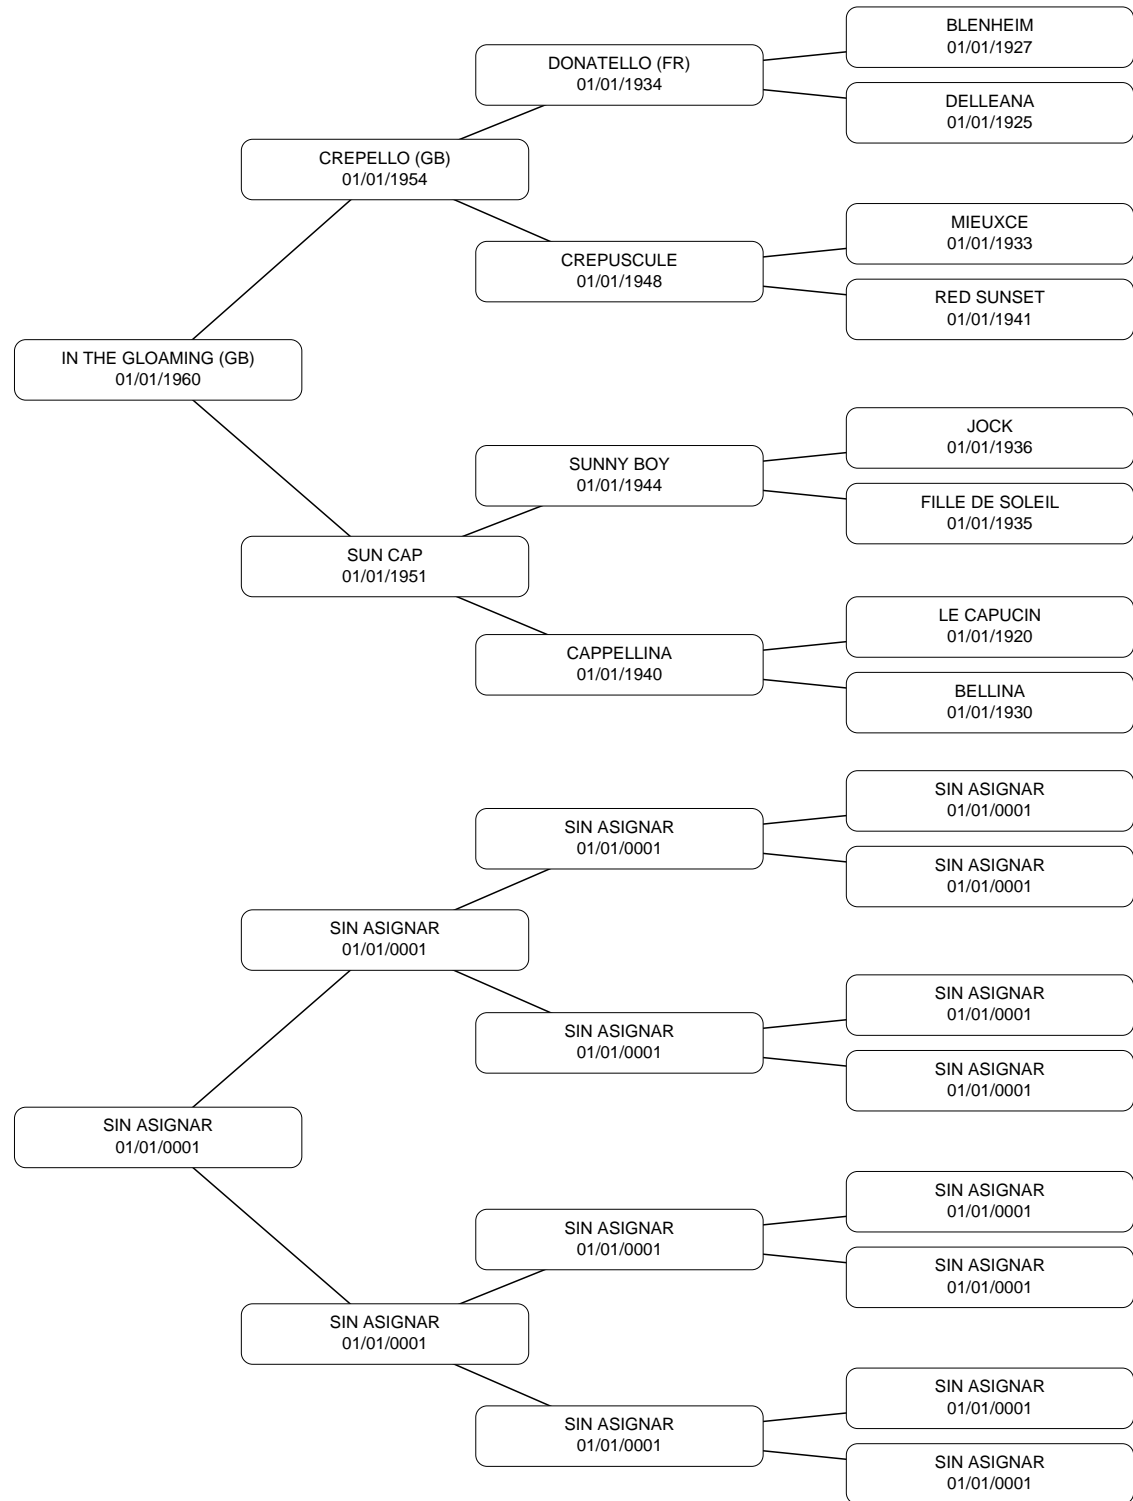 BLENHEIM
01/01/1927
DONATELLO (FR)
01/01/1934
DELLEANA
01/01/1925
CREPELLO (GB)
01/01/1954
MIEUXCE
01/01/1933
CREPUSCULE
01/01/1948
RED SUNSET
01/01/1941
IN THE GLOAMING (GB)
01/01/1960
JOCK
01/01/1936
SUNNY BOY
01/01/1944
FILLE DE SOLEIL
01/01/1935
SUN CAP
01/01/1951
LE CAPUCIN
01/01/1920
CAPPELLINA
01/01/1940
BELLINA
01/01/1930
SIN ASIGNAR
01/01/0001
SIN ASIGNAR
01/01/0001
SIN ASIGNAR
01/01/0001
SIN ASIGNAR
01/01/0001
SIN ASIGNAR
01/01/0001
SIN ASIGNAR
01/01/0001
SIN ASIGNAR
01/01/0001
SIN ASIGNAR
01/01/0001
SIN ASIGNAR
01/01/0001
SIN ASIGNAR
01/01/0001
SIN ASIGNAR
01/01/0001
SIN ASIGNAR
01/01/0001
SIN ASIGNAR
01/01/0001
SIN ASIGNAR
01/01/0001
SIN ASIGNAR
01/01/0001